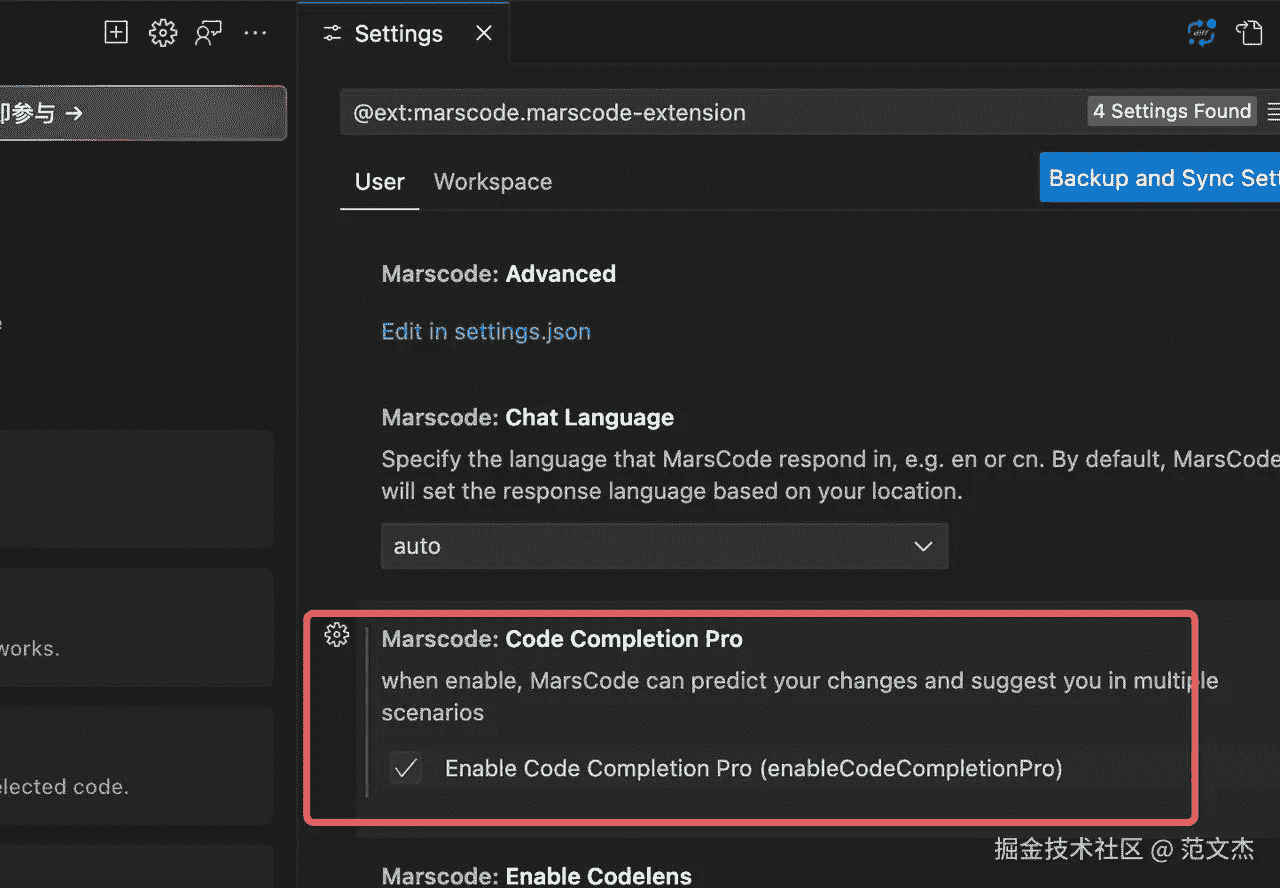 Settings
参与 →
@ext:marscode.marscode-extension
4 Settings Found
User
Workspace
Backup and Sync Sett
Marscode: Advanced
Edit in settings.json
Marscode: Chat Language
Specify the language that MarsCode respond in, e.g. en or cn. By default, MarsCode
will set the response language based on your location.
auto
Marscode: Code Completion Pro
when enable, MarsCode can predict your changes and suggest you in multiple
scenarios
Enable Code Completion Pro (enableCodeCompletionPro)
works.
elected code.
掘金技术社区 @ 范文杰
Marscode: Enable Codelens